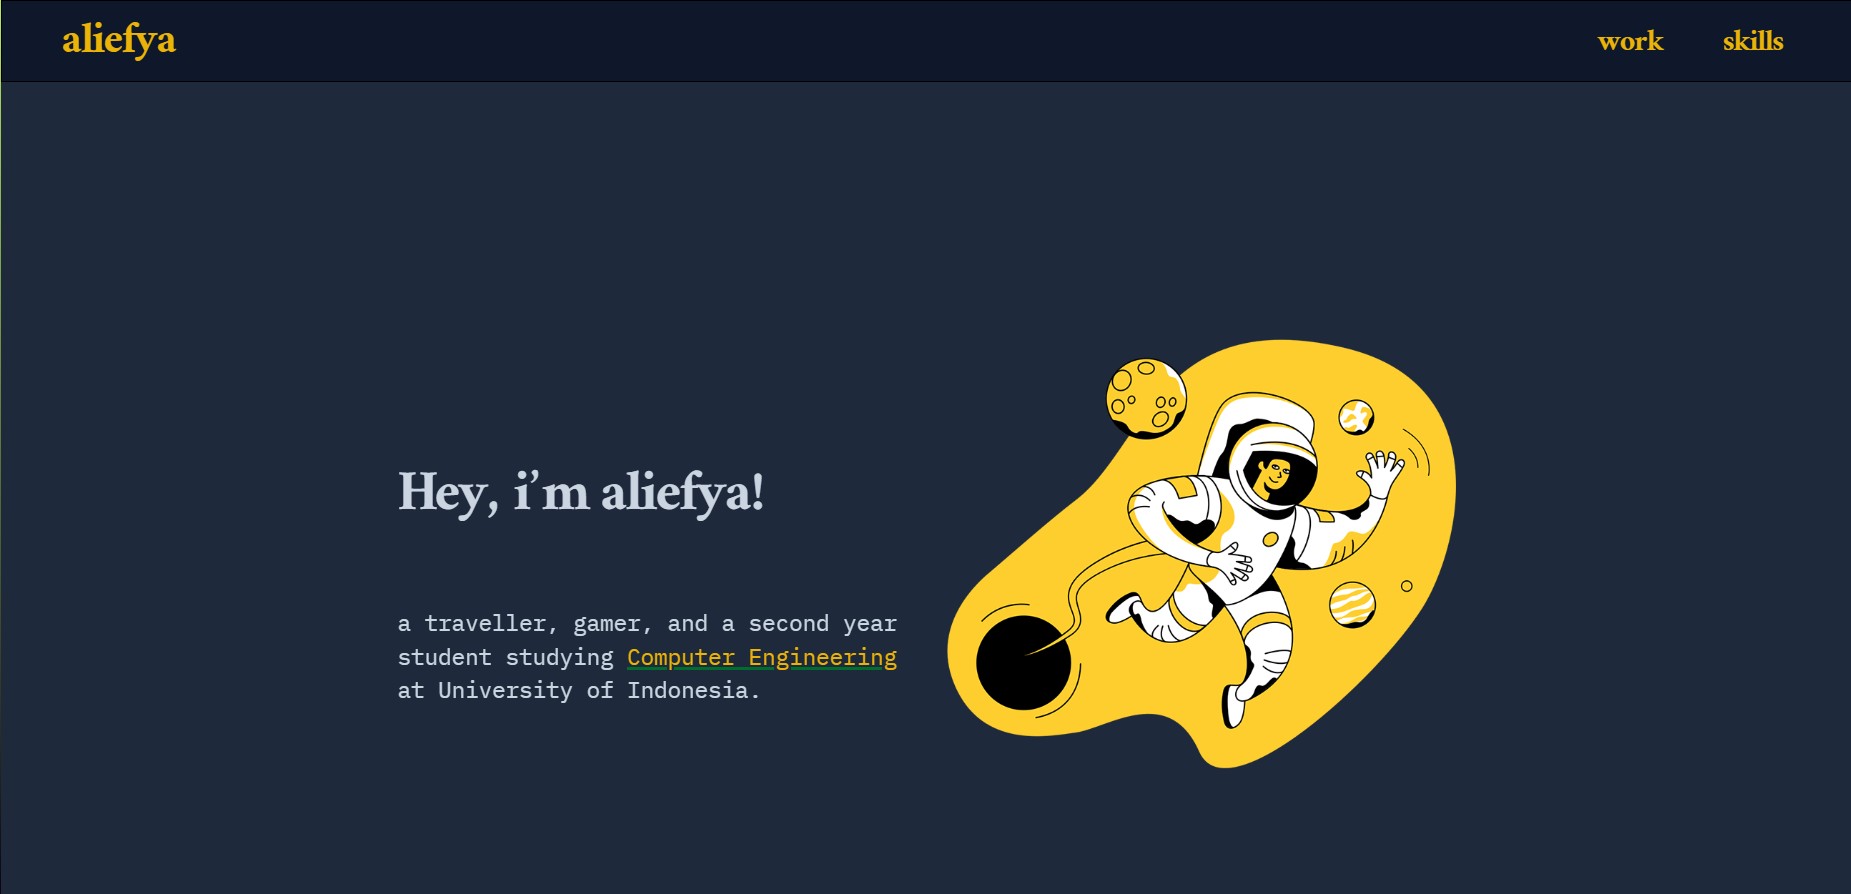 aliefya
work
skills
Hey, i’m aliefya!
a traveller, gamer, and a second year
student studying Computer Engineering
at University of Indonesia.